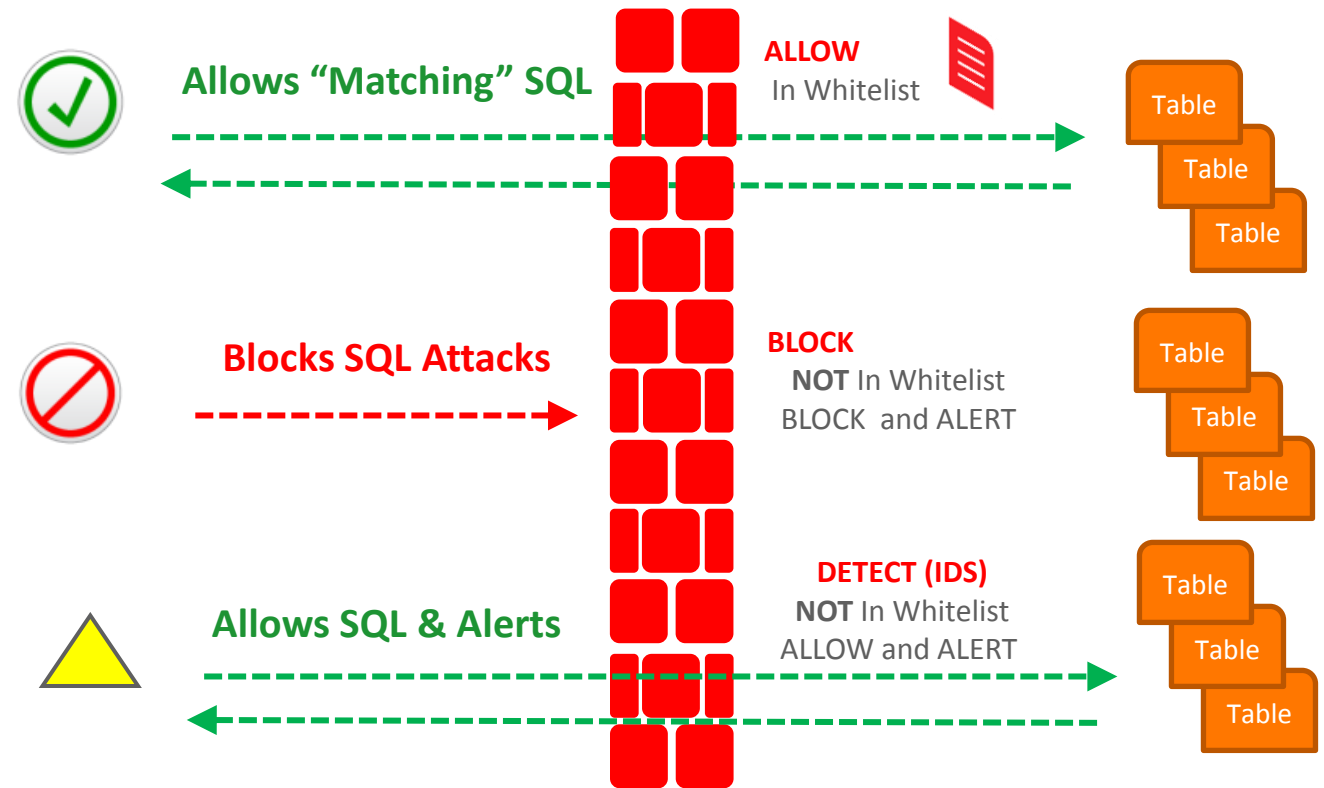 Allows “Matching” SQL
ALLOW
In Whitelist
Table
Table
Table
Blocks SQL Attacks
BLOCK
NOT In Whitelist
BLOCK and ALERT
Table
Table
Table
Allows SQL & Alerts
DETECT (IDS)
NOT In Whitelist
ALLOW and ALERT
Table
Table
Table